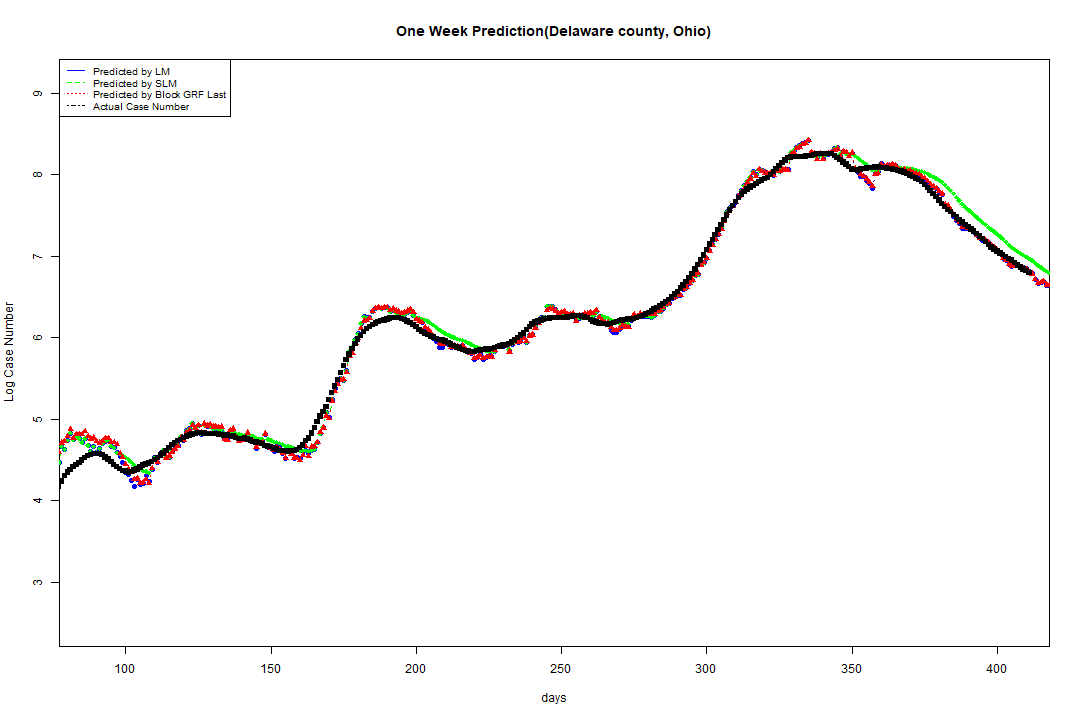 One Week Prediction(Delaware county, Ohio)
Predicted by LM
Predicted by SLM
Predicted by Block GRF Last
Actual Case Number
9
8
7
6
5
4
3
Log Case Number
100 150 200 250 300 350 400
days